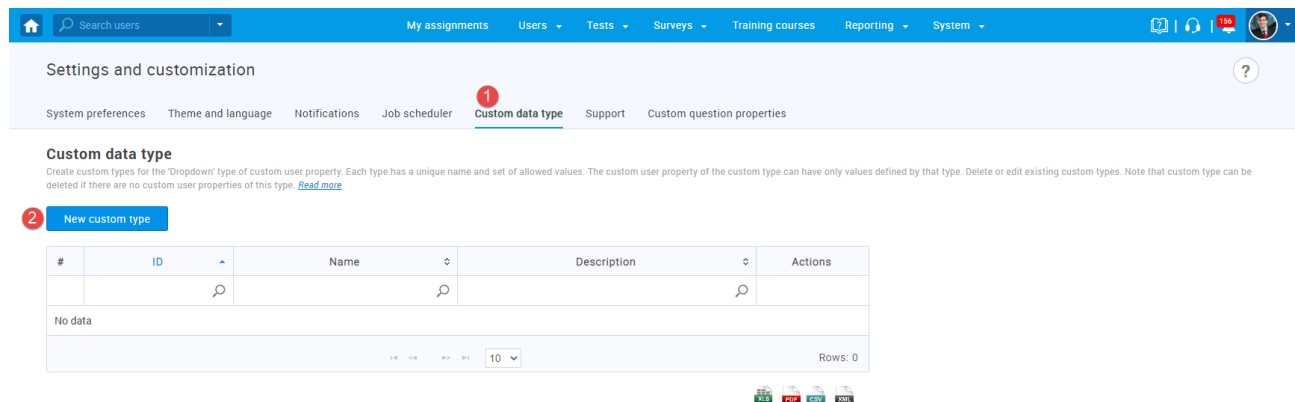 Search users My assignments Users Tests Surveys Training courses Reporting System 156
Settings and customization ?
1
System preferences Theme and language Notifications Job scheduler Custom data type Support Custom question properties
Custom data type
Create custom types for the 'Dropdown' type of custom user property. Each type has a unique name and set of allowed values. The custom user property of the custom type can have only values defined by that type. Delete or edit existing custom types. Note that custom type can be
deleted if there are no custom user properties of this type. Read more
2 New custom type
# ID Name Description Actions
No data
10 Rows: 0
XLS PDF CSV XML